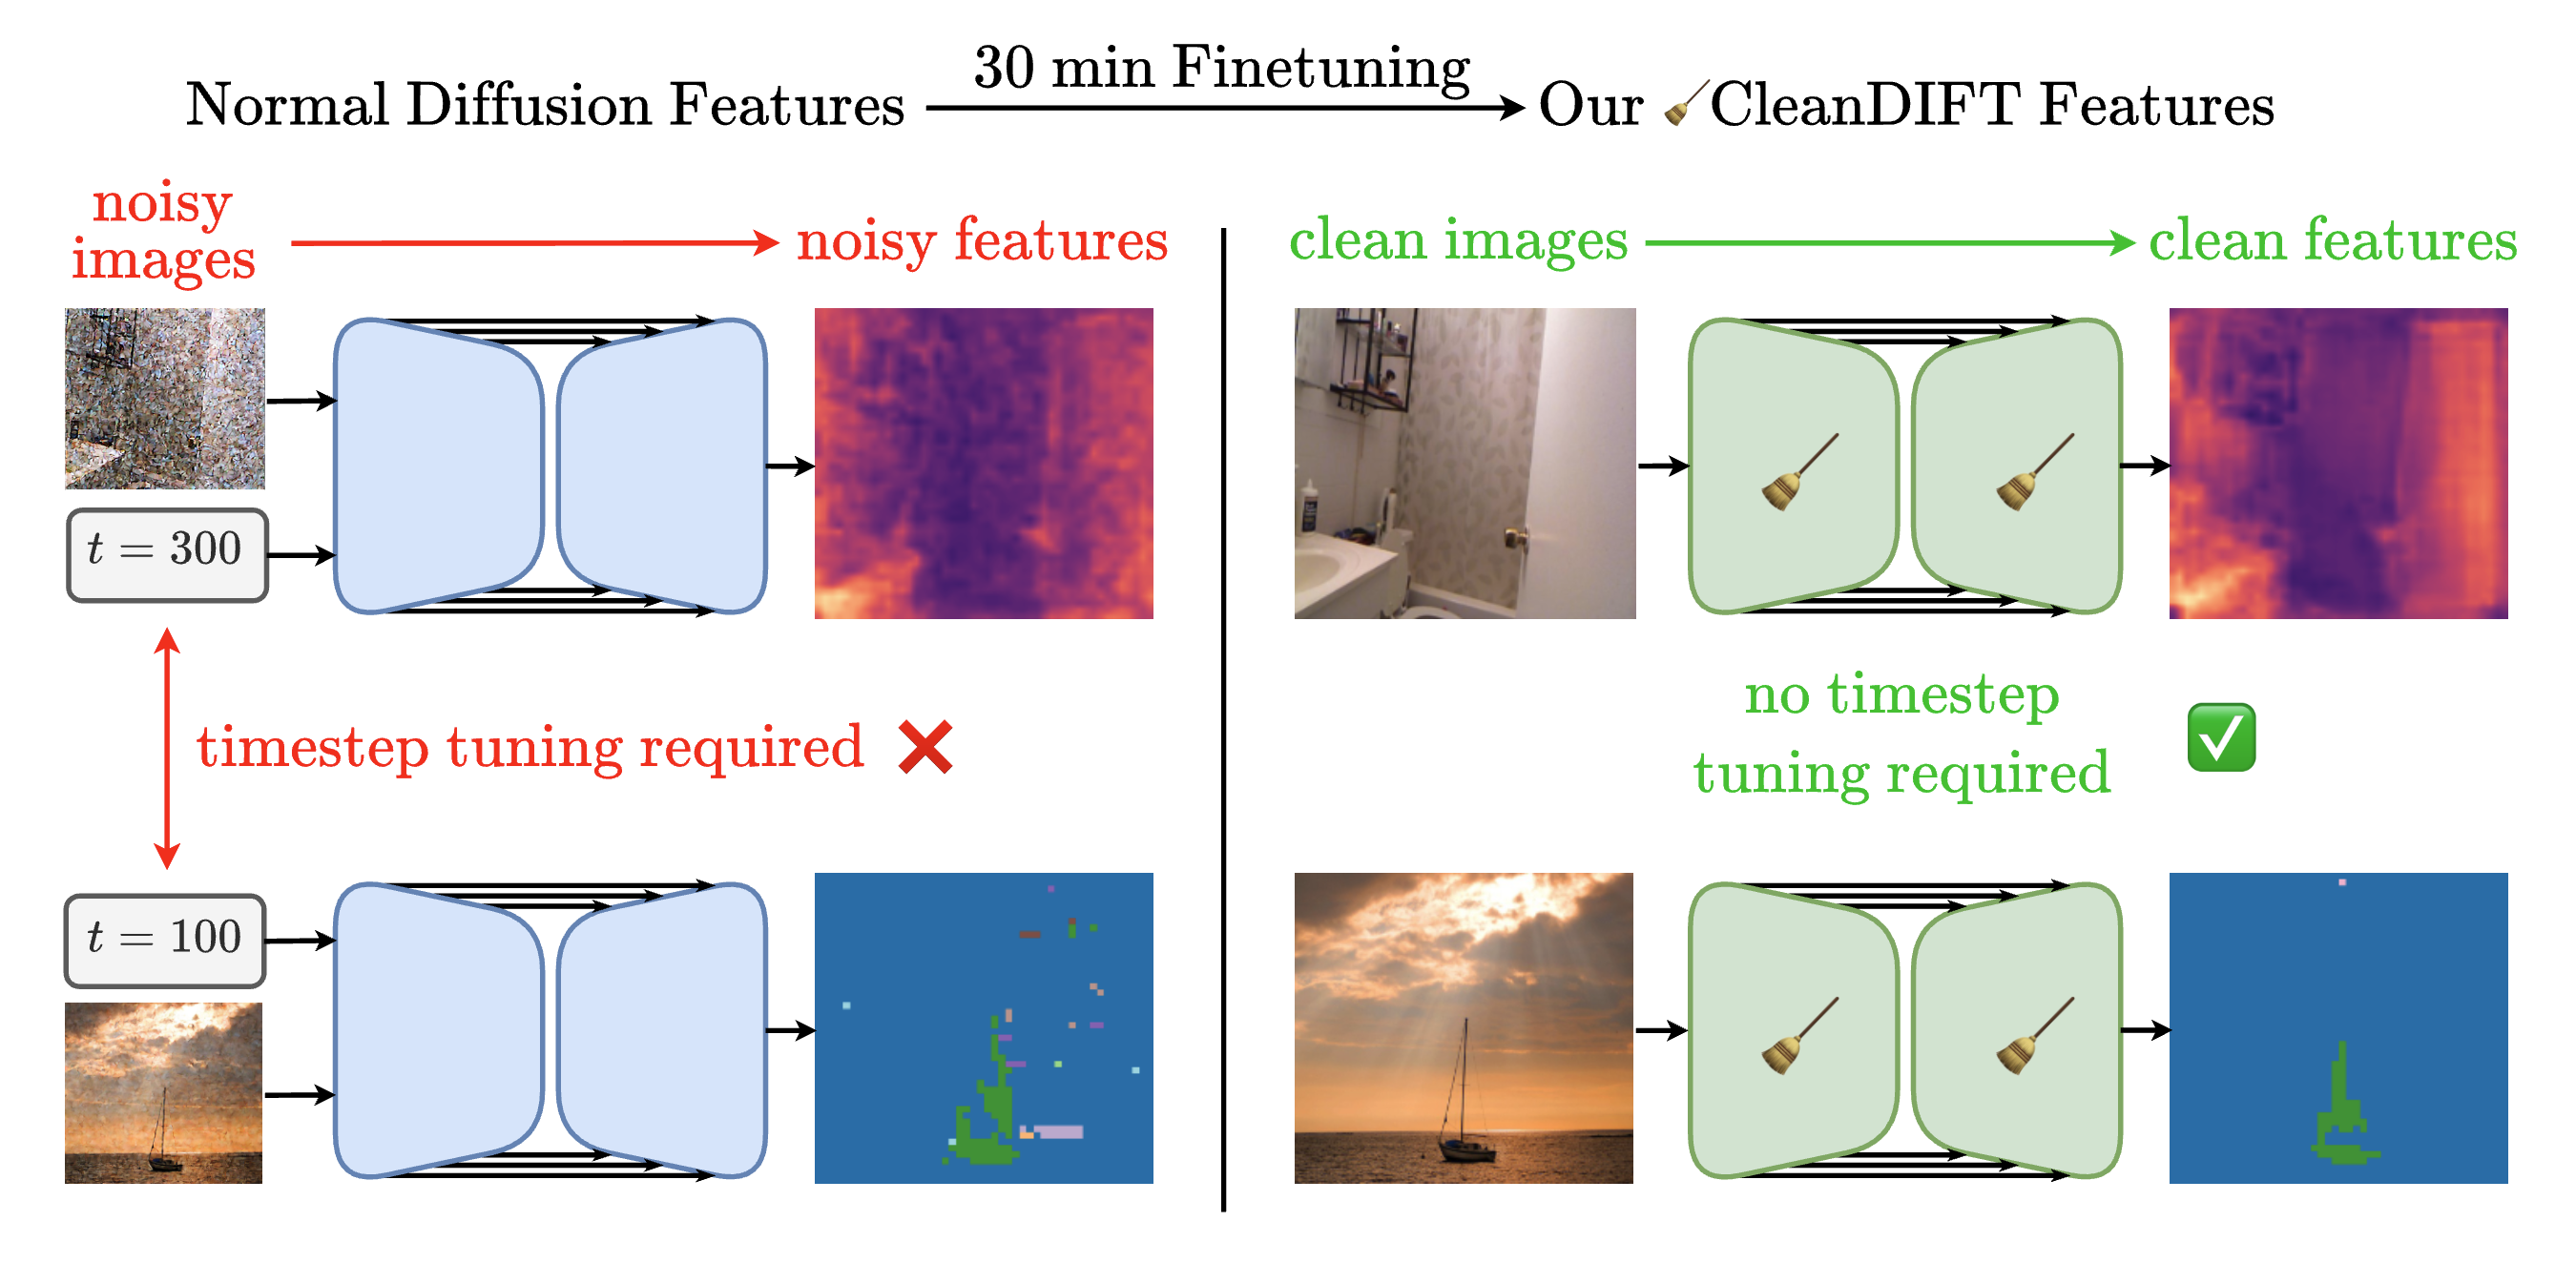 30 min Finetuning
Normal Diffusion Features
Our CleanDIFT Features
noisy
images
noisy features
clean images
clean features
t = 300
timestep tuning required
no timestep
tuning required
t = 100